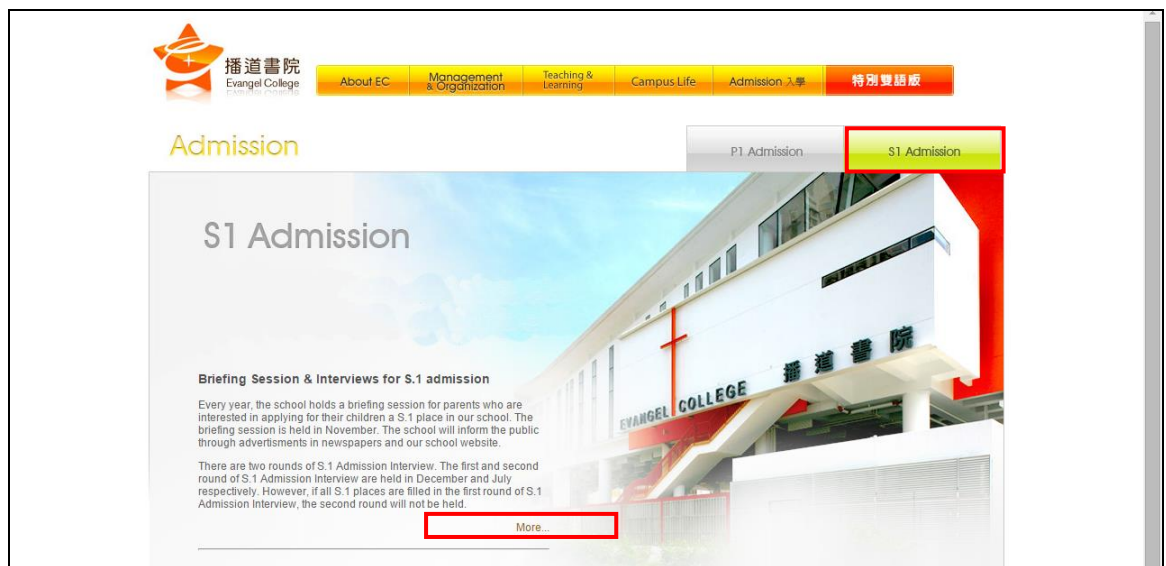 播道書院
Evangel College
About EC
Management
& Organization
Teaching &
Learning
Campus Life
Admission 入學
特別雙語版
Admission
P1 Admission
S1 Admission
S1 Admission
EVANGEL COLLEGE 播道書院
Briefing Session & Interviews for S.1 admission
Every year, the school holds a briefing session for parents who are
interested in applying for their children a S.1 place in our school. The
briefing session is held in November. The school will inform the public
through advertisments in newspapers and our school website.
There are two rounds of S.1 Admission Interview. The first and second
round of S.1 Admission Interview are held in December and July
respectively. However, if all S.1 places are filled in the first round of S.1
Admission Interview, the second round will not be held.
More...